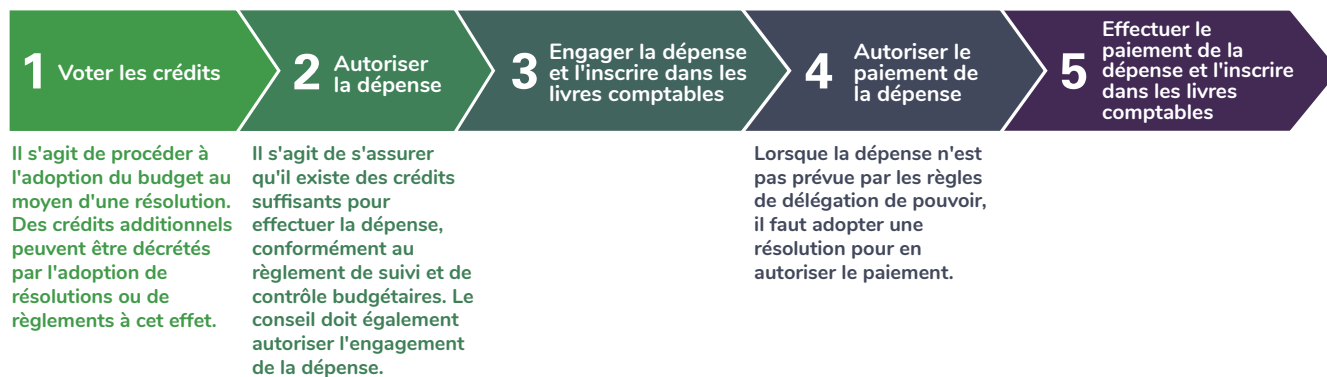 1 Voter les crédits
2 Autoriser
la dépense
3 Engager la dépense
et l'inscrire dans les
livres comptables
4 Autoriser le
paiement de
la dépense
5 Effectuer le
paiement de la
dépense et l'inscrire
dans les livres
comptables
Il s'agit de procéder à
l'adoption du budget au
moyen d'une résolution.
Des crédits additionnels
peuvent être décrétés
par l'adoption de
résolutions ou de
règlements à cet effet.
Il s'agit de s'assurer
qu'il existe des crédits
suffisants pour
effectuer la dépense,
conformément au
règlement de suivi et de
contrôle budgétaires. Le
conseil doit également
autoriser l'engagement
de la dépense.
Lorsque la dépense n'est
pas prévue par les règles
de délégation de pouvoir,
il faut adopter une
résolution pour en
autoriser le paiement.